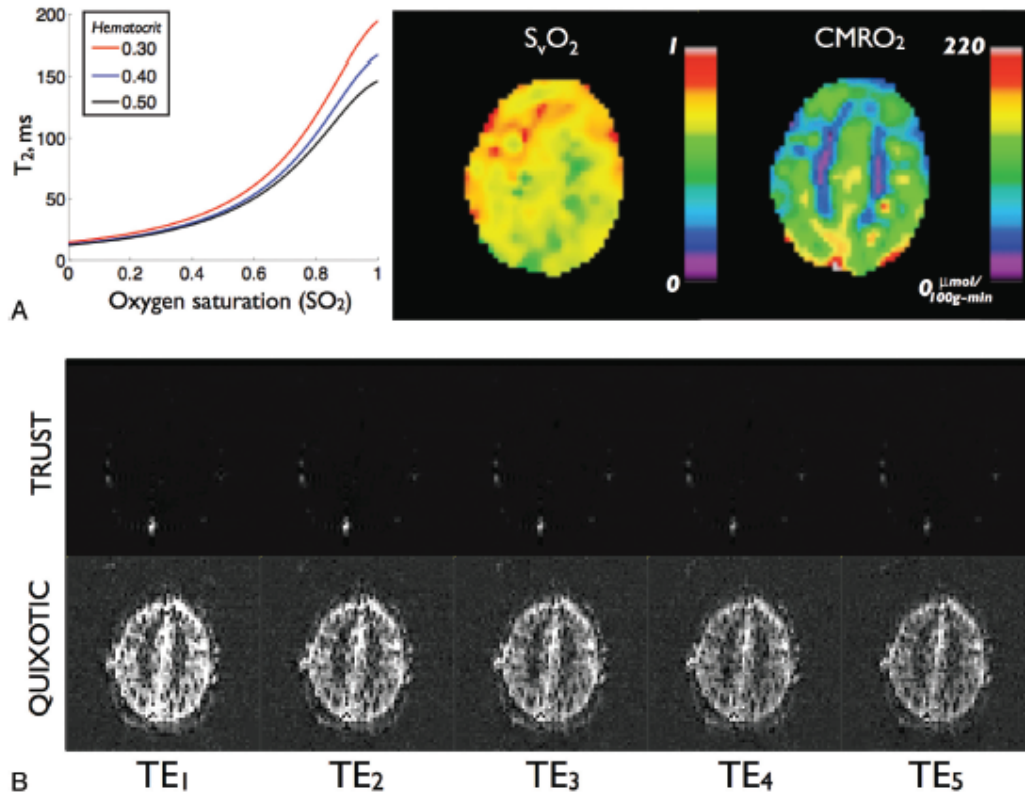 200
150
100
50
0
T2, ms
Hematocrit
0.30
0.40
0.50
0 0.2 0.4 0.6 0.8 1
Oxygen saturation (SO2)
A
SvO2
1
0
CMRO2
220
0 μmol/
100g-min
TRUST
QUIXOTIC
B
TE1 TE2 TE3 TE4 TE5